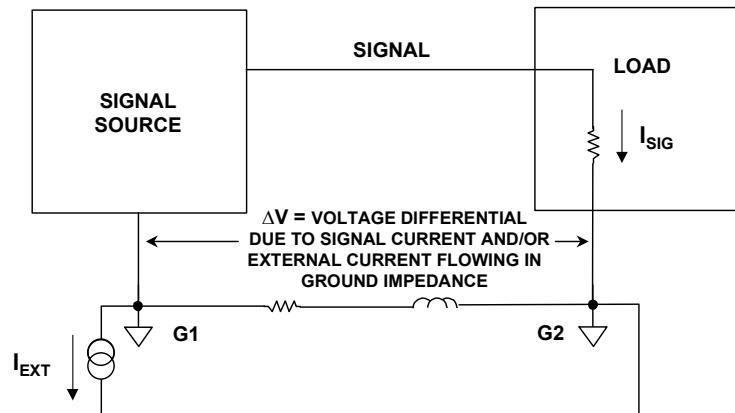 SIGNAL
SOURCE
SIGNAL
LOAD
ISIG
ΔV = VOLTAGE DIFFERENTIAL
DUE TO SIGNAL CURRENT AND/OR
EXTERNAL CURRENT FLOWING IN
GROUND IMPEDANCE
G1
G2
IEXT